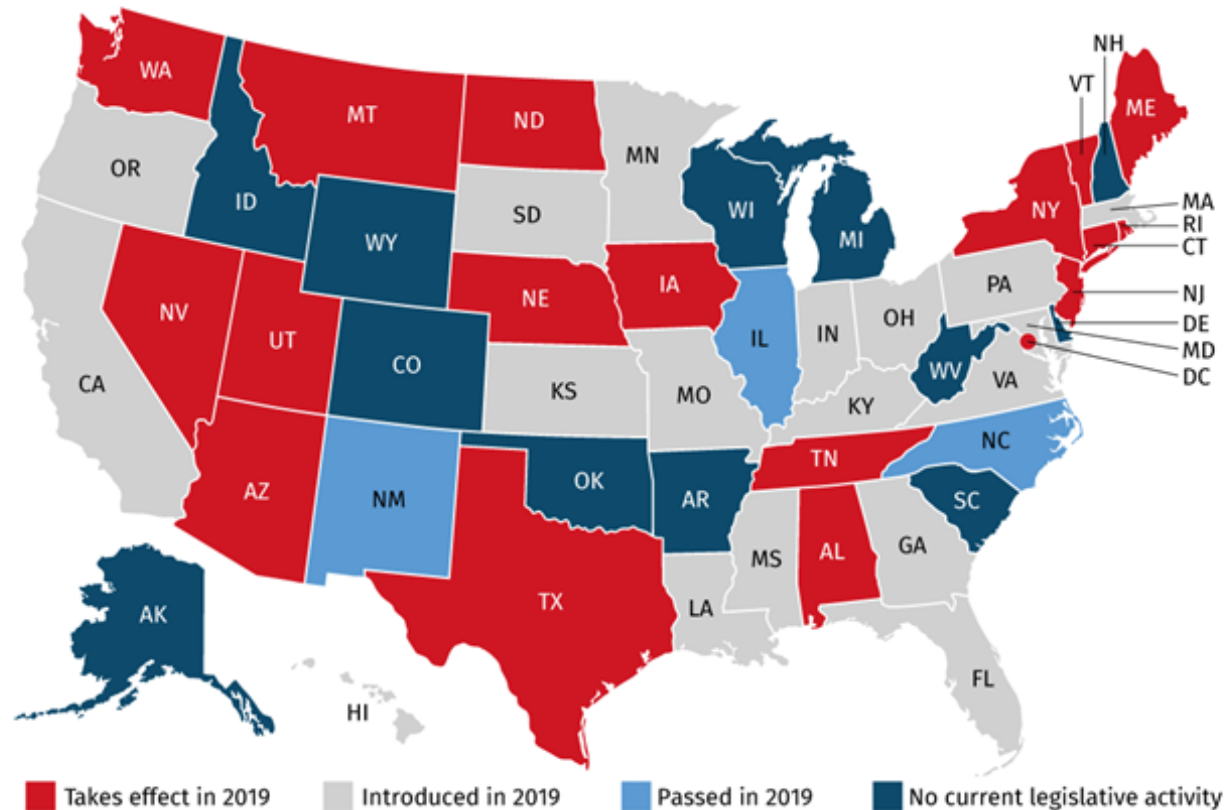 NH
VT
WA
MT
ND
ME
MN
OR
ID
SD
WI
NY
MA
WY
MI
RI
CT
NE
IA
PA
NJ
NV
OH
DE
UT
IL
IN
MD
CO
WV
VA
DC
CA
KS
MO
KY
NC
TN
AZ
NM
OK
AR
SC
MS
AL
GA
TX
LA
AK
FL
HI
Takes effect in 2019
Introduced in 2019
Passed in 2019
No current legislative activity